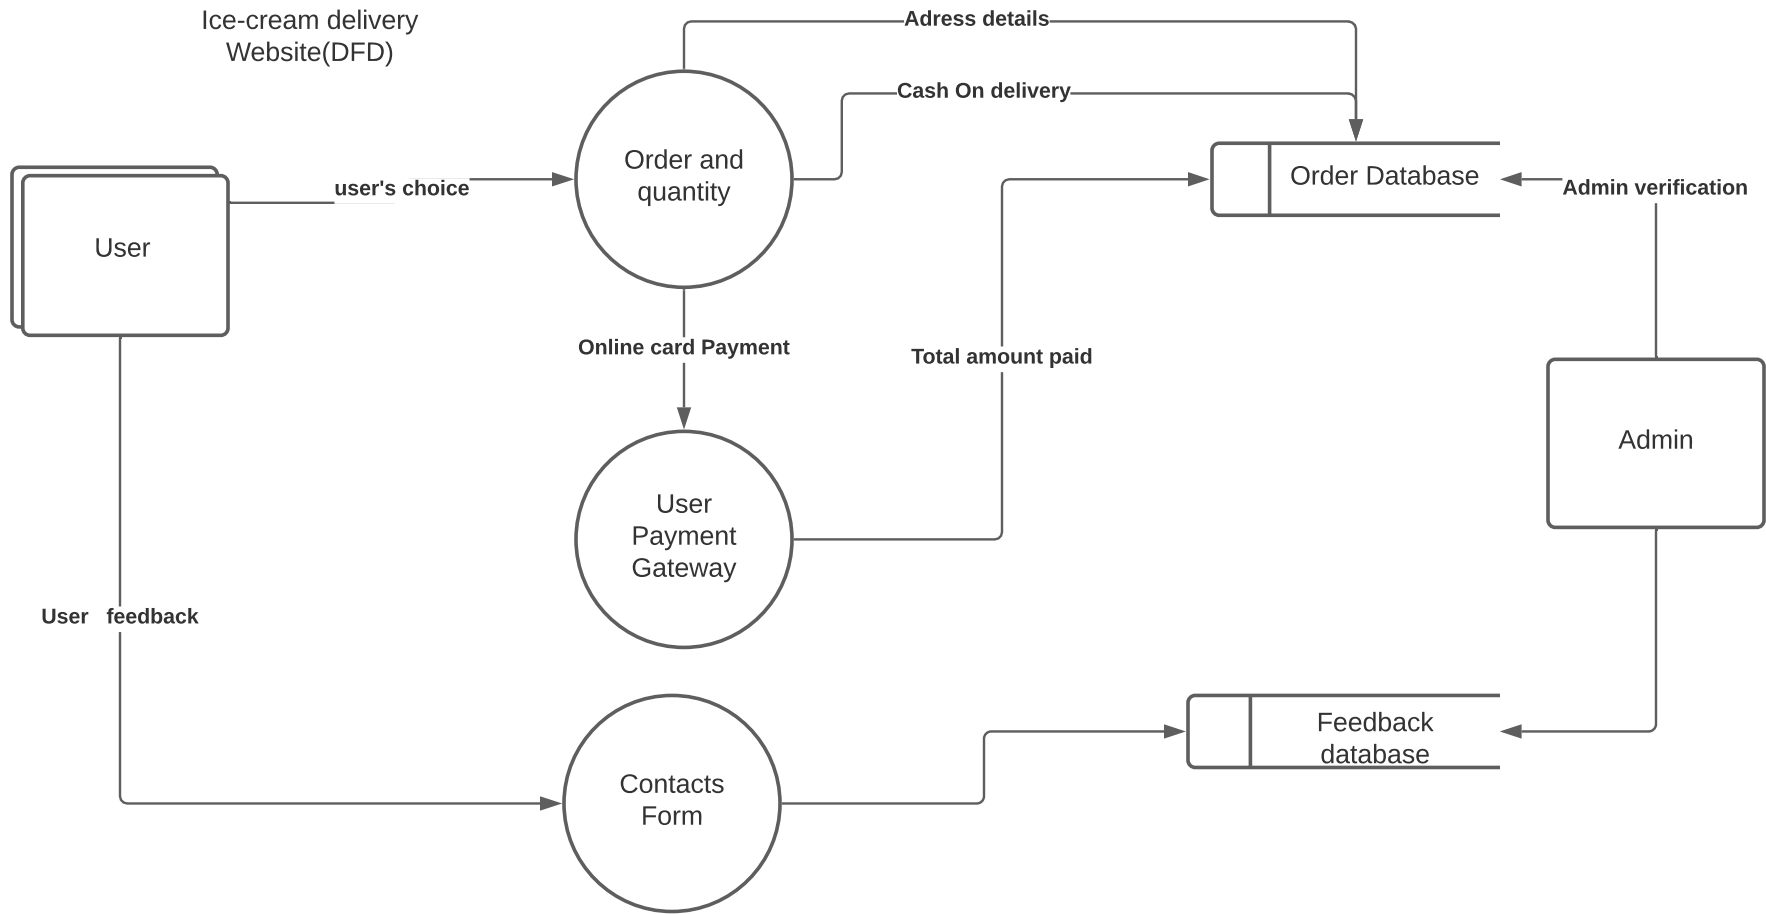 Ice-cream delivery
Website(DFD)
Adress details
Cash On delivery
Order and
quantity
user's choice
Order Database
Admin verification
User
Online card Payment
Total amount paid
Admin
User
Payment
Gateway
User   feedback
Feedback
database
Contacts
Form